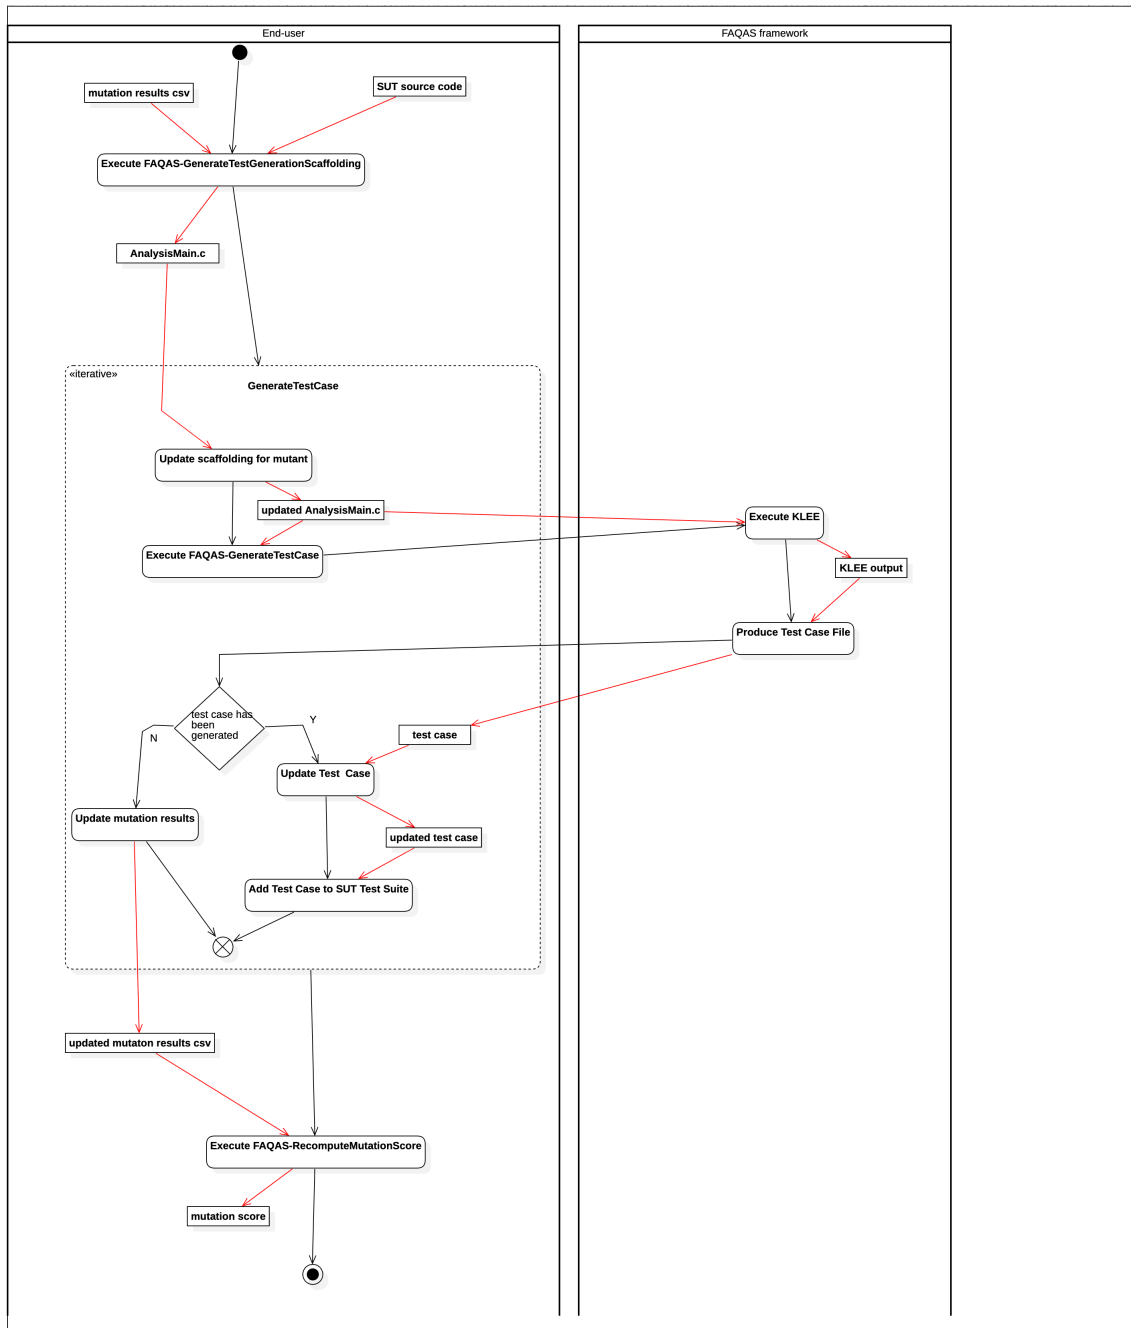 End-user
FAQAS framework
mutation results csv
SUT source code
Execute FAQAS-GenerateTestGenerationScaffolding
AnalysisMain.c
«iterative»
GenerateTestCase
Update scaffolding for mutant
updated AnalysisMain.c
Execute KLEE
Execute FAQAS-GenerateTestCase
KLEE output
Produce Test Case File
test case has
been
generated
Y
N
test case
Update Test  Case
Update mutation results
updated test case
Add Test Case to SUT Test Suite
updated mutaton results csv
Execute FAQAS-RecomputeMutationScore
mutation score